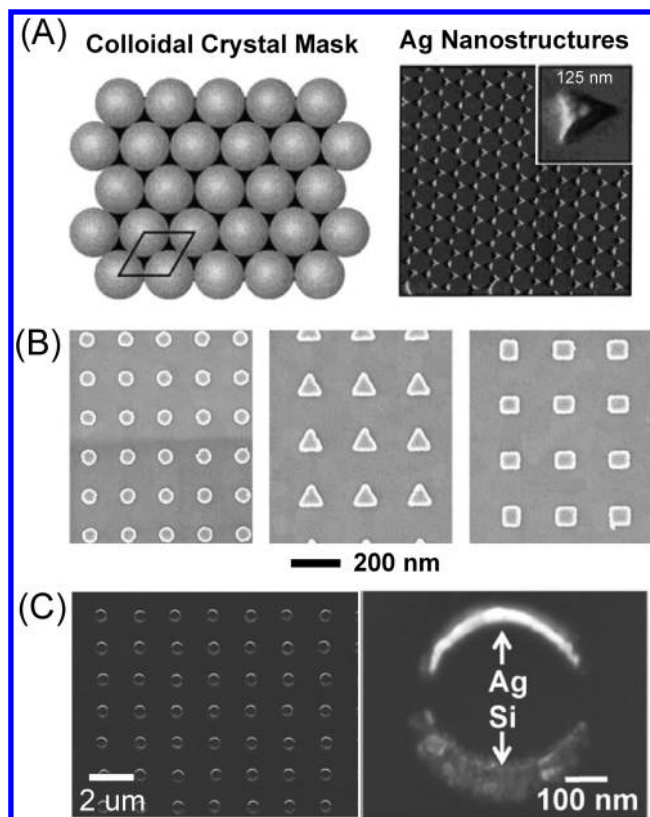 (A)
Colloidal Crystal Mask
Ag Nanostructures
125 nm
(B)
200 nm
(C)
2 um
Ag
Si
100 nm